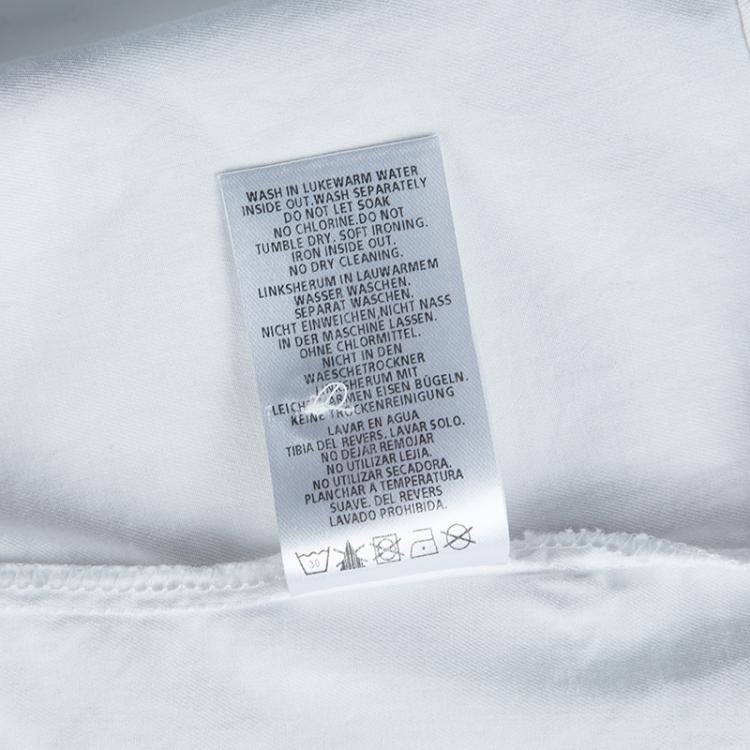 WASH IN LUKEWARM WATER
INSIDE OUT.WASH SEPARATELY
DO NOT LET SOAK
NO CHLORINE.DO NOT
TUMBLE DRY. SOFT IRONING.
IRON INSIDE OUT.
NO DRY CLEANING.
LINKSHERUM IN LAUWARMEM
WASSER WASCHEN.
SEPARAT WASCHEN.
NICHT EINWEICHEN,NICHT NASS
IN DER MASCHINE LASSEN.
OHNE CHLORMITTEL.
NICHT IN DEN
WAESCHETROCKNER
MIT
EISEN BÜGELN.
KEINE TROCKENREINIGUNG
LAVAR EN AGUA
TIBIA DEL REVERS. LAVAR SOLO.
NO DEJAR REMOJAR
NO UTILIZAR LEJIA.
NO UTILIZAR SECADORA.
PLANCHAR A TEMPERATURA
SUAVE. DEL REVERS
LAVADO PROHIBIDA.
30